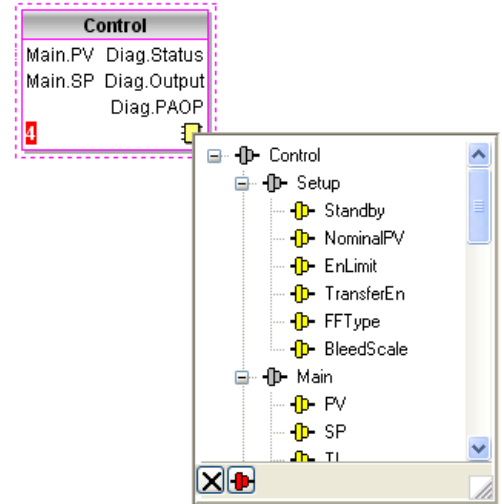 Control
Main.PV Diag.Status
Main.SP Diag.Output
Diag.PAOP
4
Control
Setup
Standby
NominalPV
EnLimit
TransferEn
FFType
BleedScale
Main
PV
SP